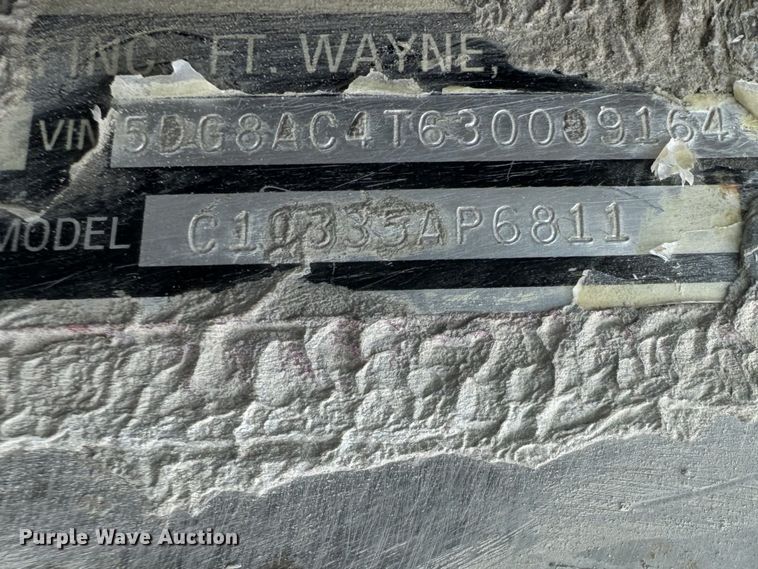 INC. FT. WAYNE,
VIN 5DG8AC4T630009164
MODEL C10335AP6811
Purple Wave Auction